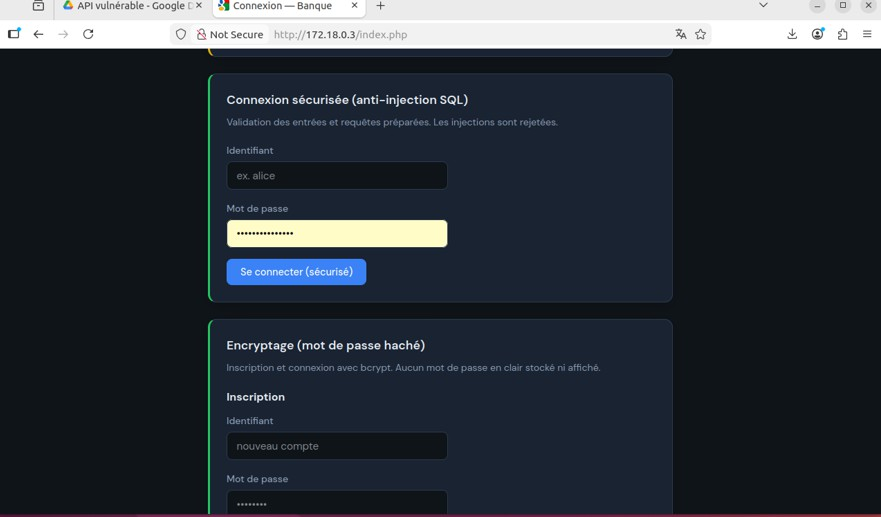 API vulnérable - Google D
Connexion — Banque
Not Secure http://172.18.0.3/index.php
Connexion sécurisée (anti-injection SQL)
Validation des entrées et requêtes préparées. Les injections sont rejetées.
Identifiant
ex. alice
Mot de passe
•••••••••••••••
Se connecter (sécurisé)
Encryptage (mot de passe haché)
Inscription et connexion avec bcrypt. Aucun mot de passe en clair stocké ni affiché.
Inscription
Identifiant
nouveau compte
Mot de passe
••••••••